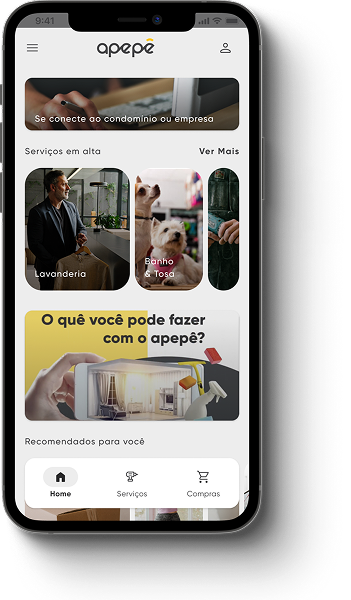 9:41
apepê
Se conecte ao condomínio ou empresa
Serviços em alta
Ver Mais
Lavanderia
Banho
& Tosa
O quê você pode fazer
com o apepê?
Recomendados para você
Home
Serviços
Compras